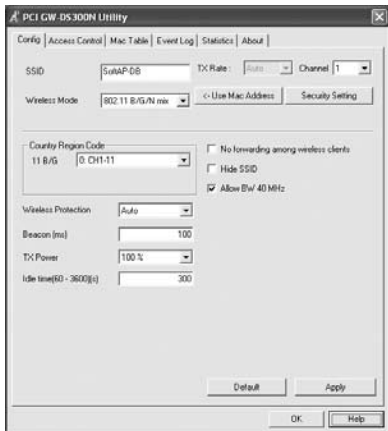 PCI GW-DS300N Utility
Config Access Control Mac Table Event Log Statistics About
SSID SoftAP-DB TX Rate : Auto Channel 1
Wireless Mode 802.11 B/G/N mix <- Use Mac Address Security Setting
Country Region Code
11 B/G 0: CH1-11
No forwarding among wireless clients
Hide SSID
Allow BW 40 MHz
Wireless Protection Auto
Beacon (ms) 100
TX Power 100 %
Idle time(60 - 3600)(s) 300
Default Apply
OK Help